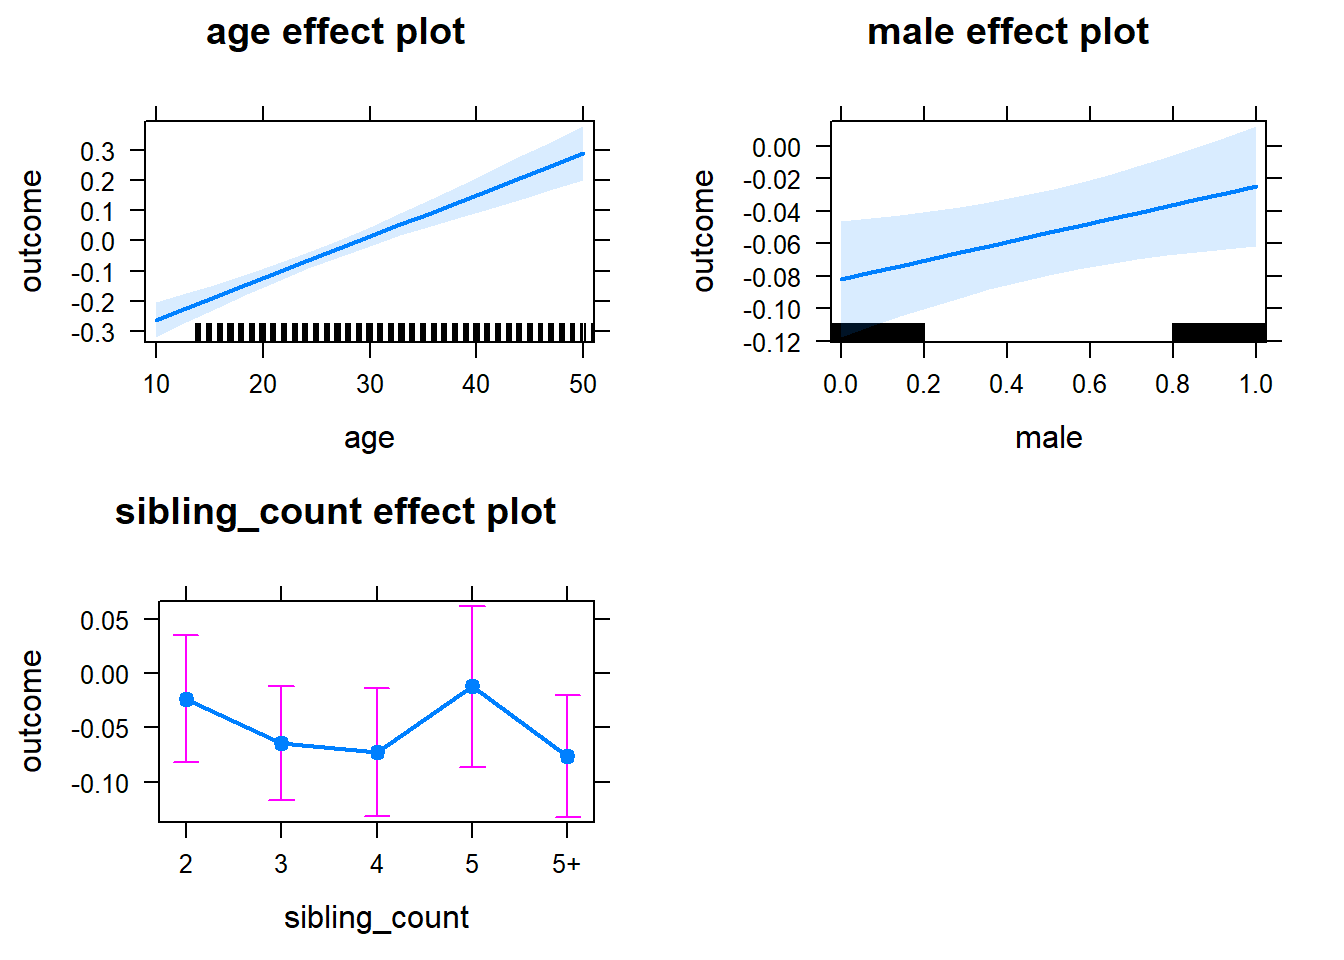 age effect plot
outcome
0.3
0.2
0.1
0.0
-0.1
-0.2
-0.3
10 20 30 40 50
age
male effect plot
outcome
0.00
-0.02
-0.04
-0.06
-0.08
-0.10
-0.12
0.0 0.2 0.4 0.6 0.8 1.0
male
sibling_count effect plot
outcome
0.05
0.00
-0.05
-0.10
2 3 4 5 5+
sibling_count